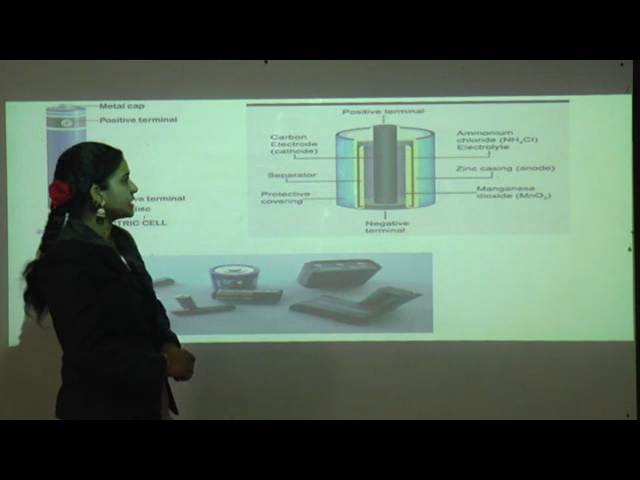 Metal cap
Positive terminal
ve terminal
isc
TRIC CELL
Positive terminal
Carbon
Electrode
(cathode)
Separator
Protective
covering
Ammonium
chloride (NH₄Cl)
Electrolyte
Zinc casing (anode)
Manganese
dioxide (MnO₂)
Negative
terminal